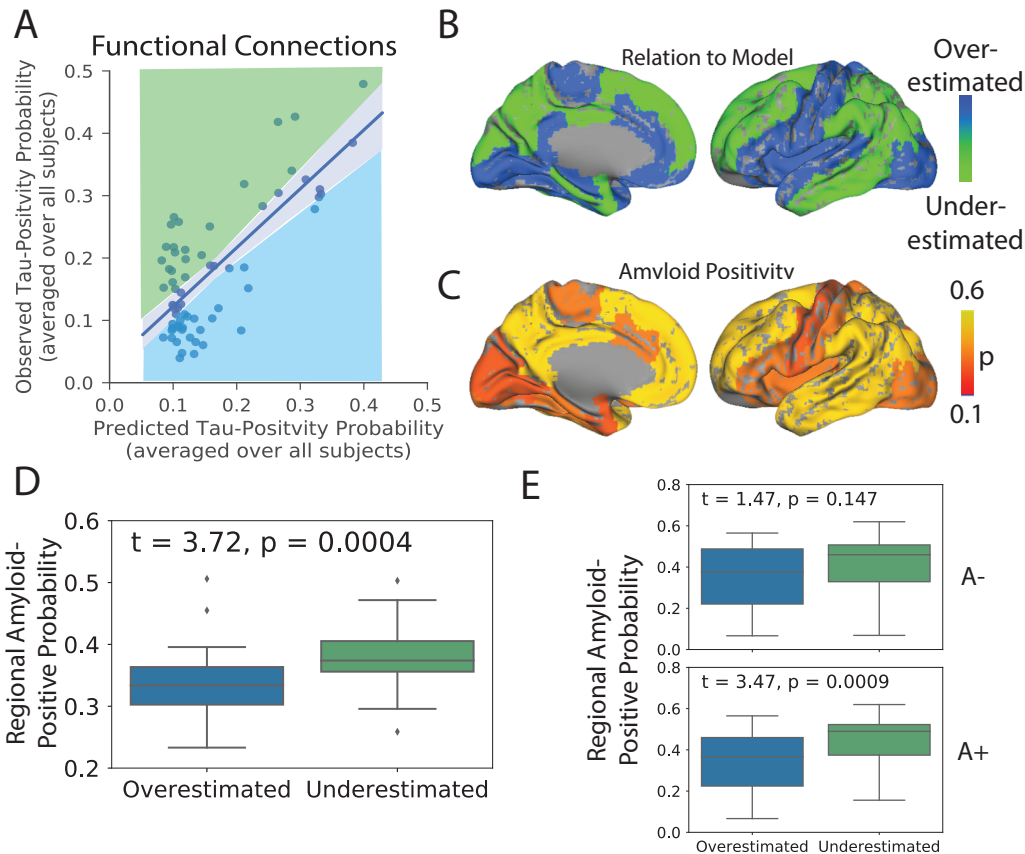 A
Functional Connections
Observed Tau-Positvity Probability
(averaged over all subjects)
0.5
0.4
0.3
0.2
0.1
0.0
0.0 0.1 0.2 0.3 0.4 0.5
Predicted Tau-Positvity Probability
(averaged over all subjects)
B
Relation to Model
Over-
estimated
Under-
estimated
C
Amyloid Positivity
0.6
p
0.1
D
t = 3.72, p = 0.0004
Regional Amyloid-
Positive Probability
0.6
0.5
0.4
0.3
0.2
Overestimated Underestimated
E
Regional Amyloid-
Positive Probability
t = 1.47, p = 0.147
0.8
0.6
0.4
0.2
0.0
A-
t = 3.47, p = 0.0009
0.8
0.6
0.4
0.2
0.0
A+
Overestimated Underestimated